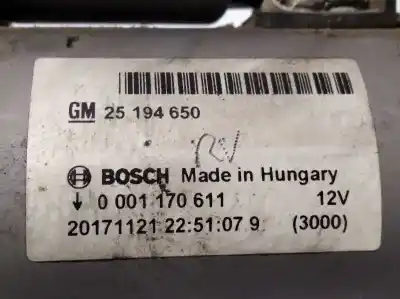 GM 25 194 650
BOSCH Made in Hungary
0 001 170 611 12V
20171121 22:51:07 9 (3000)